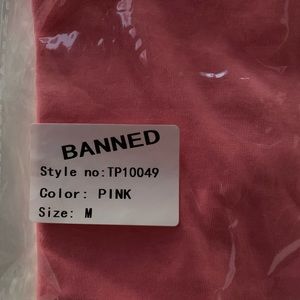 BANNED
Style no:TP10049
Color: PINK
Size: M